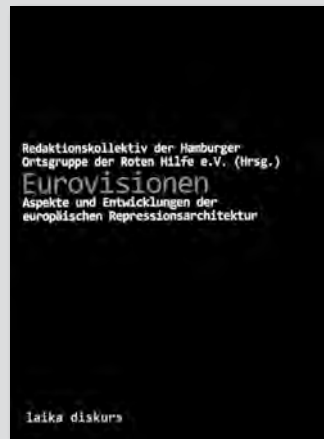 Redaktionskollektiv der Hamburger
Ortsgruppe der Roten Hilfe e.V. (Hrsg.)
Eurovisionen
Aspekte und Entwicklungen der
europäischen Repressionsarchitektur
laika diskurs